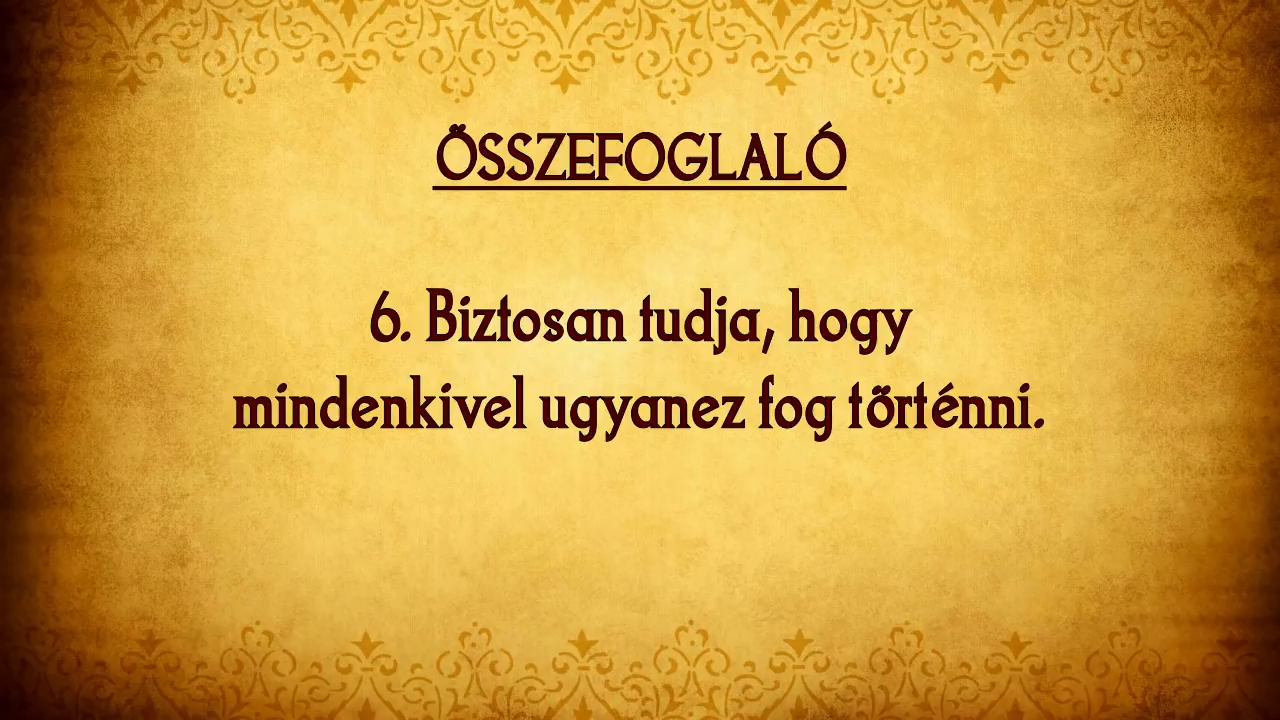 ÖSSZEFOGLALÓ
6. Biztosan tudja, hogy
mindenkivel ugyanez fog történni.